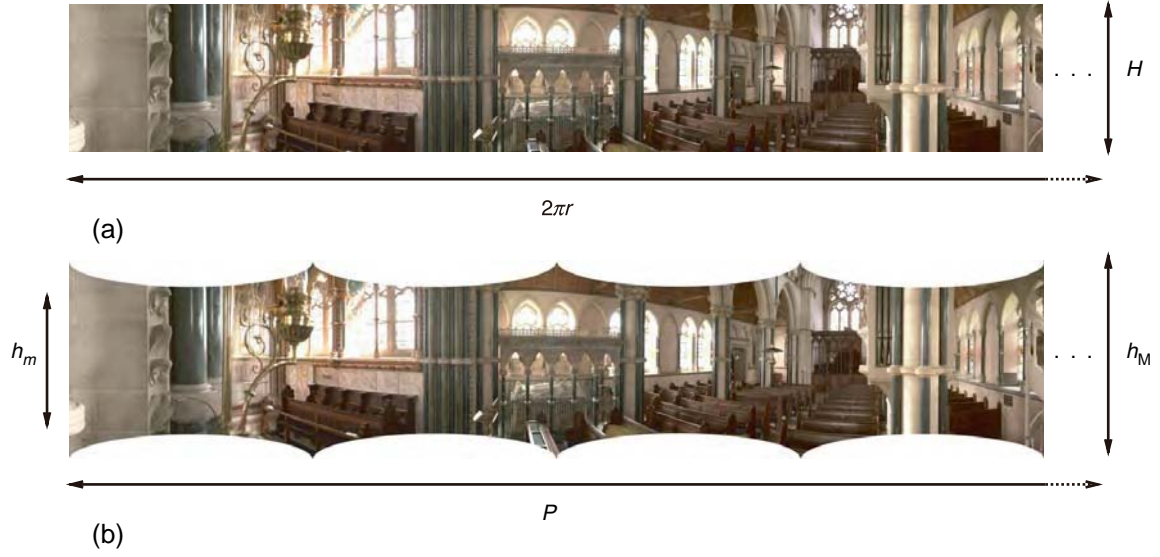 . . . H
2πr
(a)
h_m . . . h_M
P
(b)